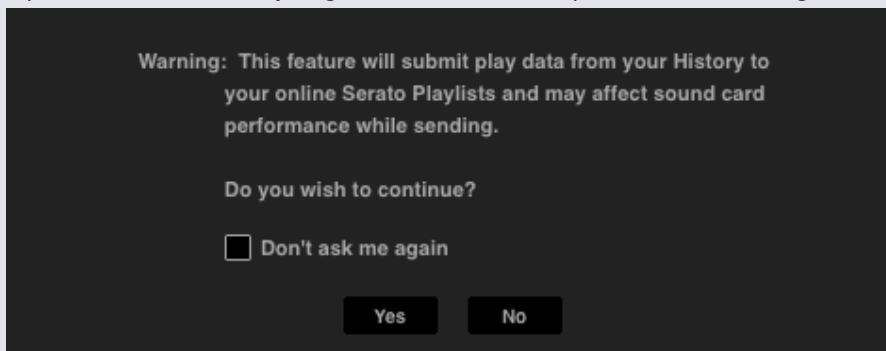 Warning: This feature will submit play data from your History to
your online Serato Playlists and may affect sound card
performance while sending.
Do you wish to continue?
Don't ask me again
Yes No